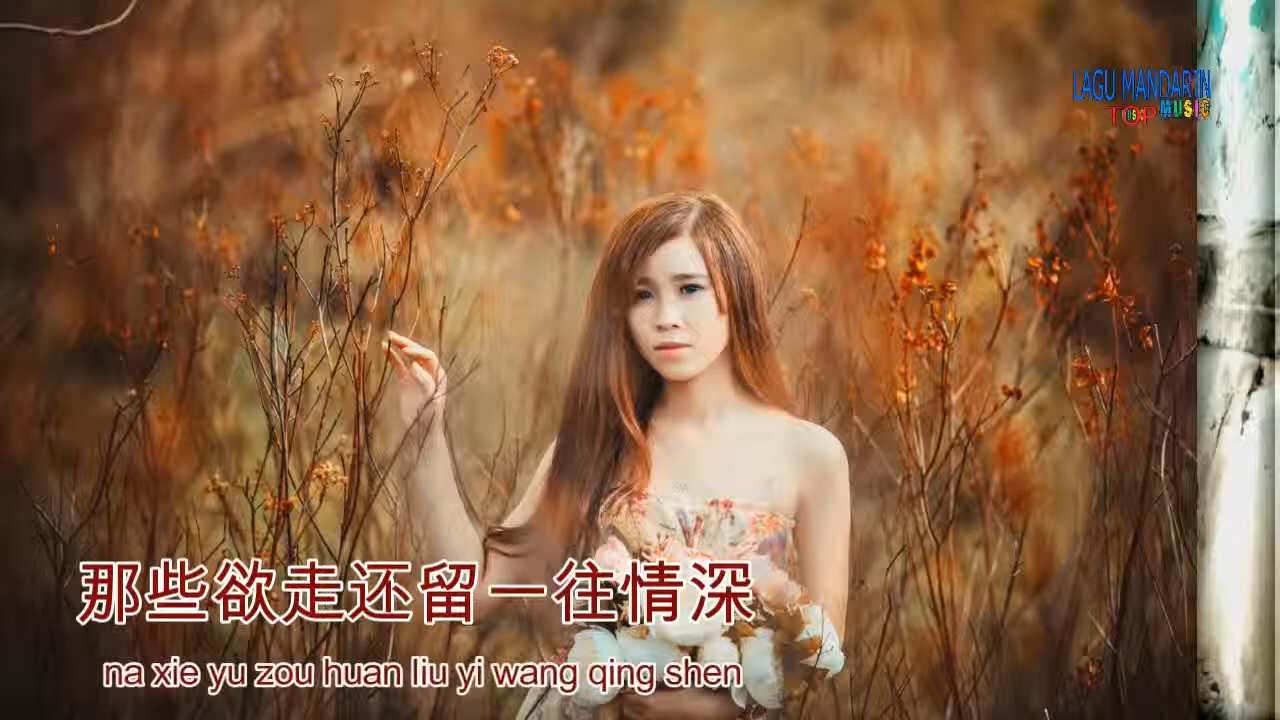 LAGU MANDARIN
TOP US MUSIC
那些欲走还留一往情深
na xie yu zou huan liu yi wang qing shen